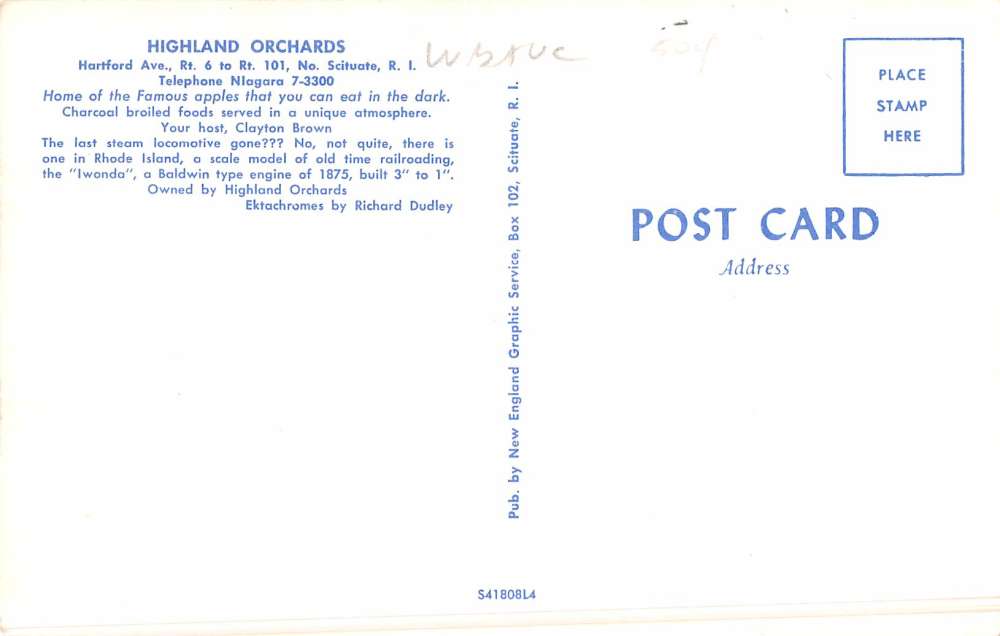 HIGHLAND ORCHARDS
Hartford Ave., Rt. 6 to Rt. 101, No. Scituate, R. I.
Telephone NIagara 7-3300
Home of the Famous apples that you can eat in the dark.
Charcoal broiled foods served in a unique atmosphere.
Your host, Clayton Brown
The last steam locomative gone??? No, not quite, there is
one in Rhode Island, a scale model of old time railroading,
the "Iwonda", a Baldwin type engine of 1875, built 3" to 1".
Owned by Highland Orchards
Ektachromes by Richard Dudley
Pub. by New England Graphic Service, Box 102, Scituate, R. I.
PLACE
STAMP
HERE
POST CARD
Address
S41808L4